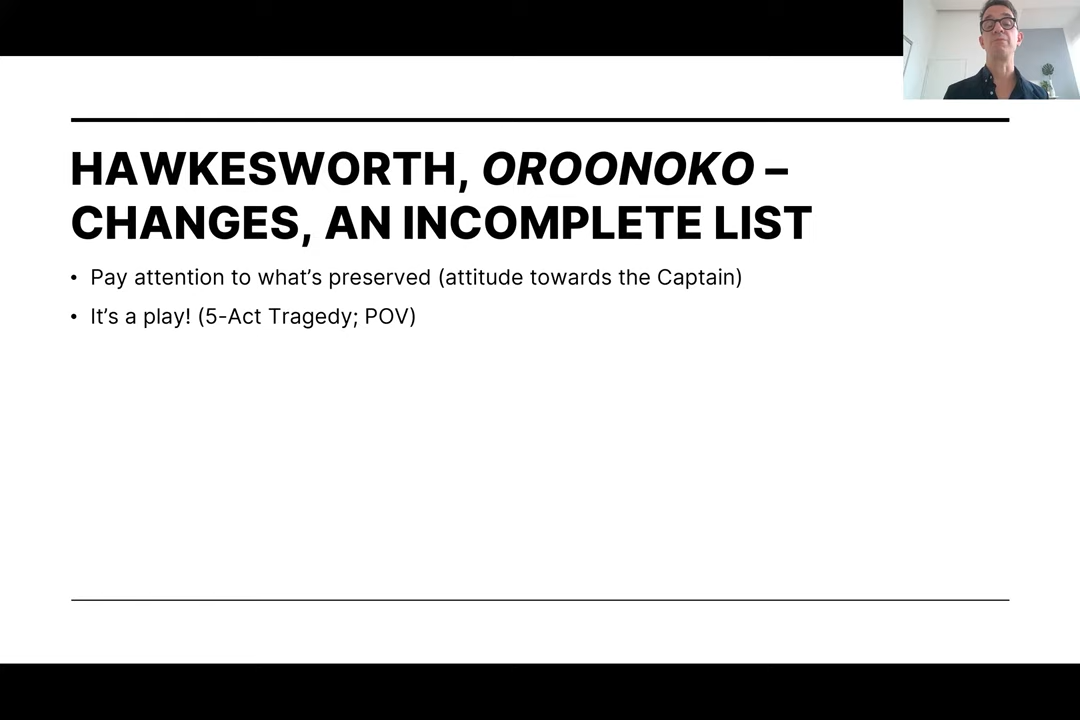 HAWKESWORTH, OROONOKO –
CHANGES, AN INCOMPLETE LIST
• Pay attention to what’s preserved (attitude towards the Captain)
• It’s a play! (5-Act Tragedy; POV)